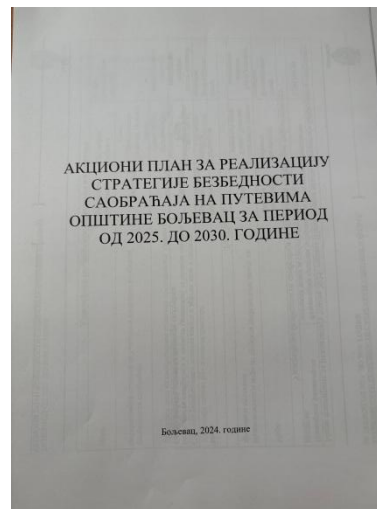 АКЦИОНИ ПЛАН ЗА РЕАЛИЗАЦИЈУ
СТРАТЕГИЈЕ БЕЗБЕДНОСТИ
САОБРАЋАЈА НА ПУТЕВИМА
ОПШТИНЕ БОЉЕВАЦ ЗА ПЕРИОД
ОД 2025. ДО 2030. ГОДИНЕ
Бољевац, 2024. године